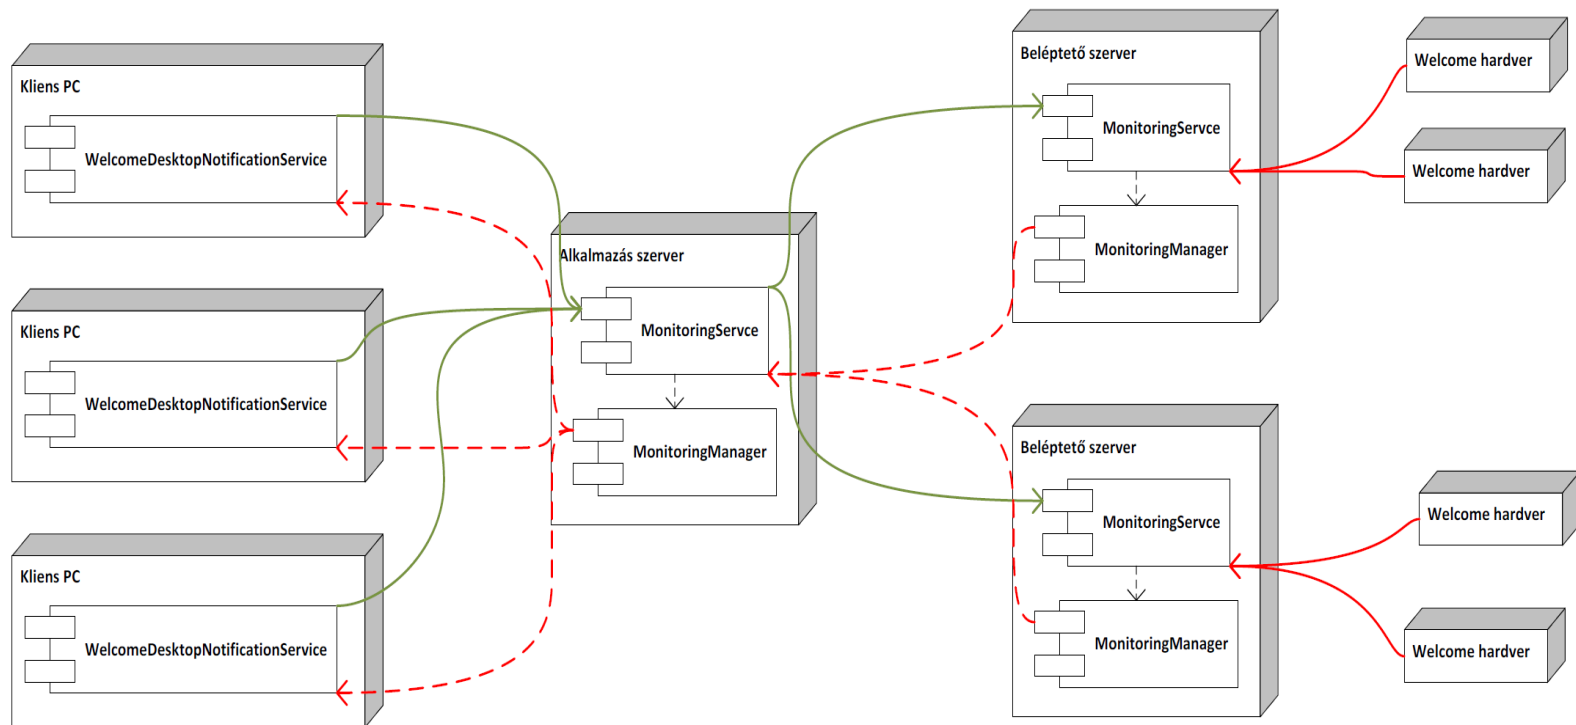 Kliens PC
WelcomeDesktopNotificationService
Kliens PC
WelcomeDesktopNotificationService
Kliens PC
WelcomeDesktopNotificationService
Alkalmazás szerver
MonitoringServce
MonitoringManager
Beléptető szerver
MonitoringServce
MonitoringManager
Beléptető szerver
MonitoringServce
MonitoringManager
Welcome hardver
Welcome hardver
Welcome hardver
Welcome hardver